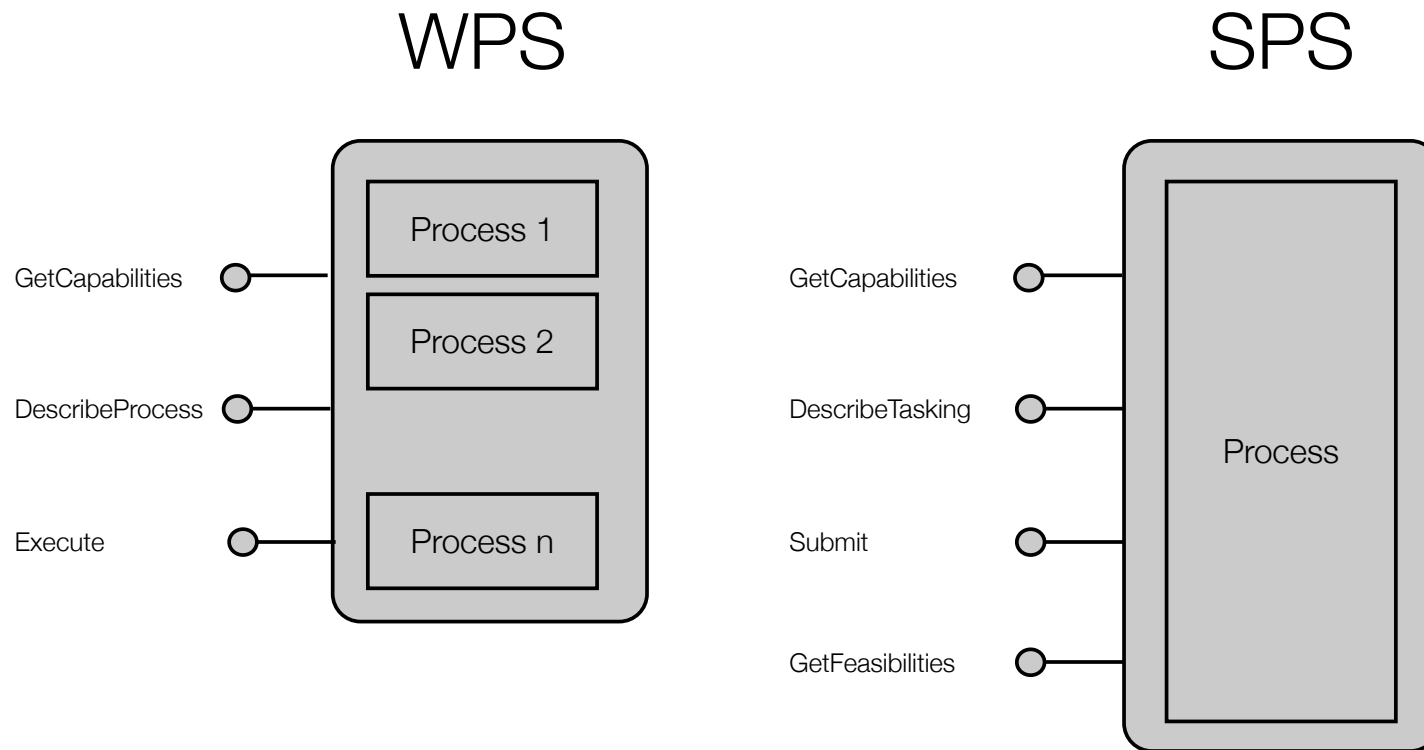 WPS
Process 1
GetCapabilities
Process 2
DescribeProcess
Execute
Process n
SPS
GetCapabilities
DescribeTasking
Process
Submit
GetFeasibilities